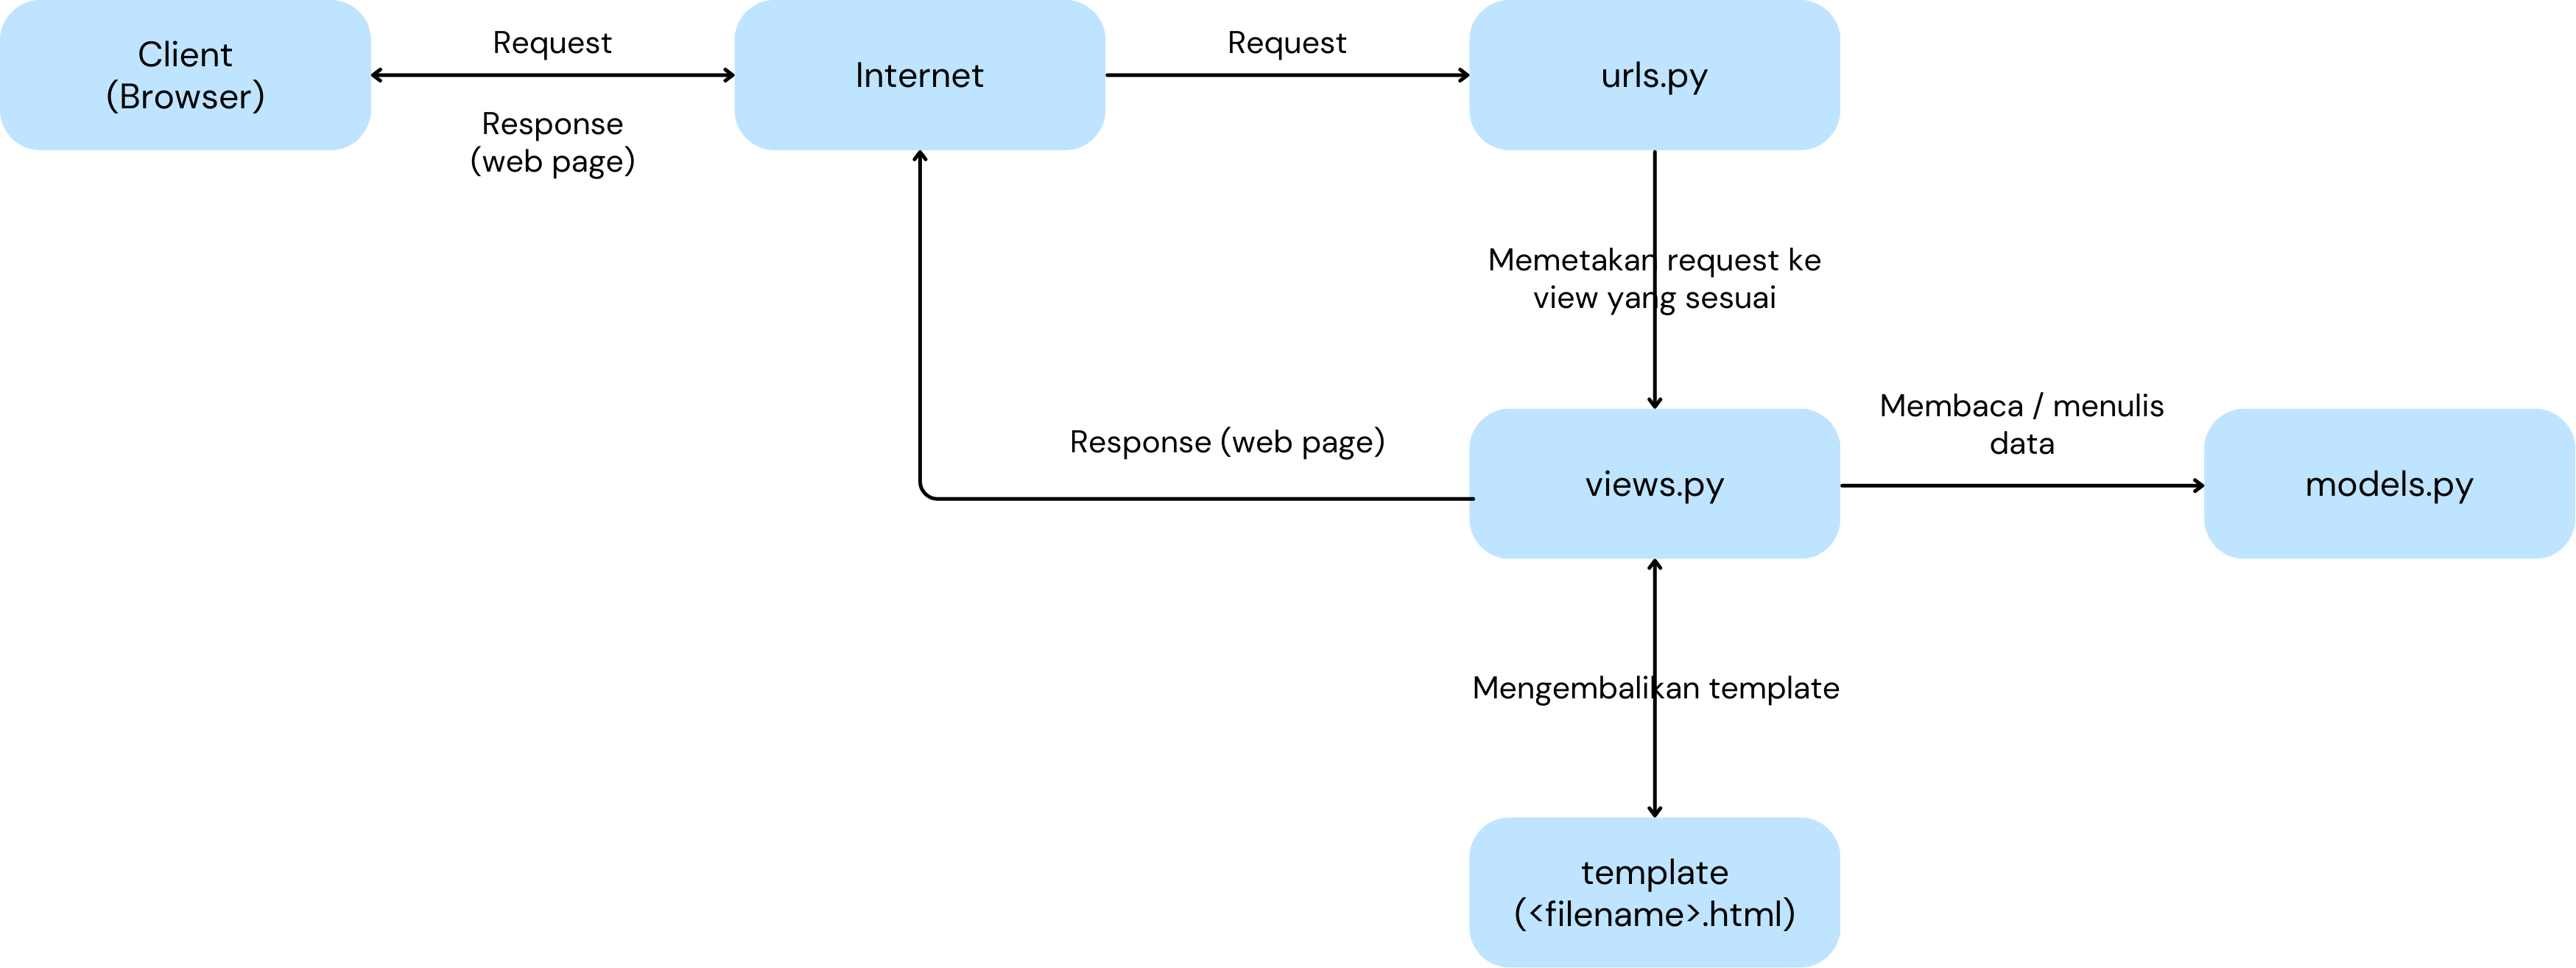 Client
(Browser)
Request
Response
(web page)
Internet
Request
urls.py
Memetakan request ke
view yang sesuai
Response (web page)
views.py
Membaca / menulis
data
models.py
Mengembalikan template
template
(<filename>.html)